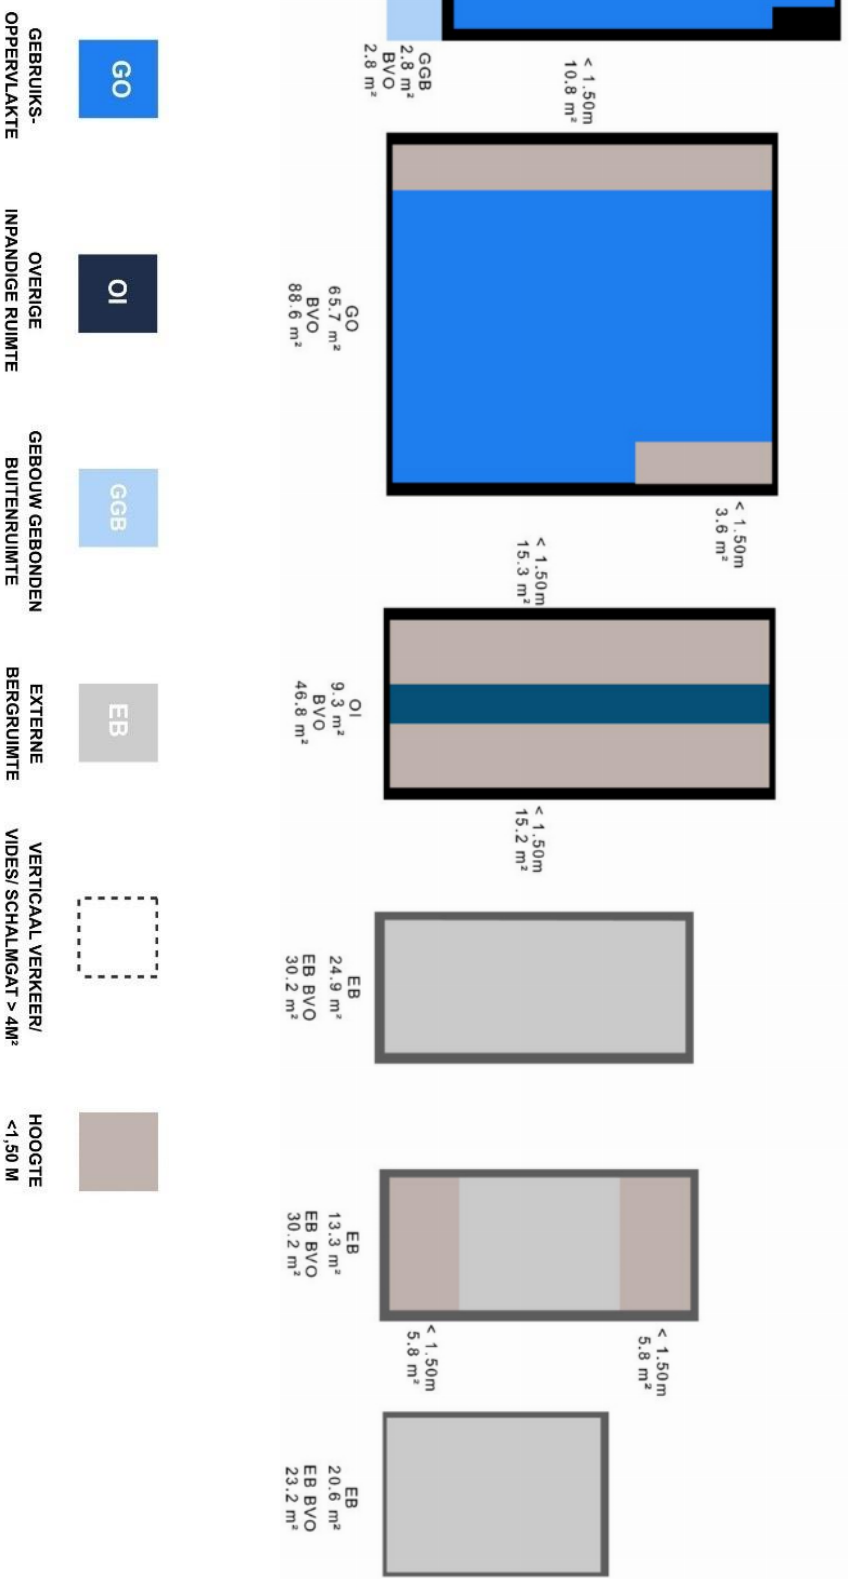 GGB
2.8 m²
BVO
2.8 m²
< 1.50m
10.8 m²
GO
65.7 m²
BVO
88.6 m²
< 1.50m
3.6 m²
< 1.50m
15.3 m²
OI
9.3 m²
BVO
46.8 m²
< 1.50m
15.2 m²
EB
24.9 m²
EB BVO
30.2 m²
EB
13.3 m²
EB BVO
30.2 m²
< 1.50m
5.8 m²
< 1.50m
5.8 m²
EB
20.6 m²
EB BVO
23.2 m²
GO
GEBRUIKS-
OPPERVLAKTE
OI
OVERIGE
INPANDIGE RUIMTE
GGB
GEBOUW GEBONDEN
BUITENRUIMTE
EB
EXTERNE
BERGRUIMTE
VERTICAAL VERKEER/
VIDES/ SCHALMGAT > 4M²
HOOGTE
<1,50 M